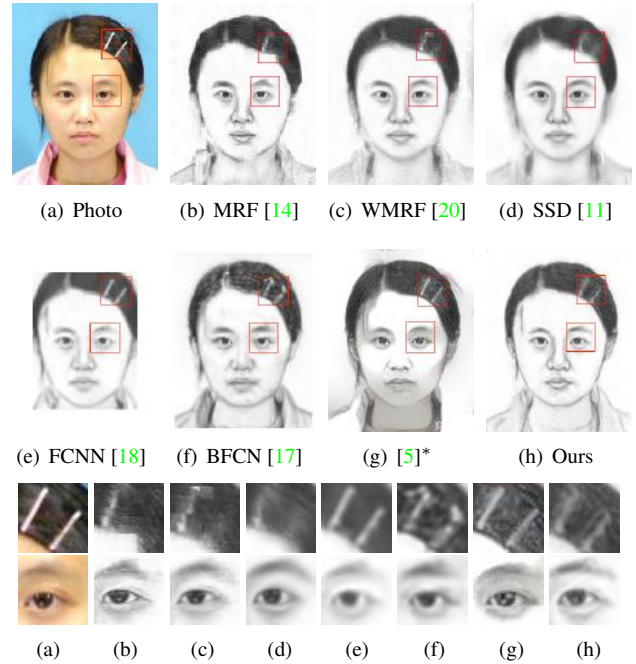 (a) Photo (b) MRF [14] (c) WMRF [20] (d) SSD [11]
(e) FCNN [18] (f) BFCN [17] (g) [5]* (h) Ours
(a) (b) (c) (d) (e) (f) (g) (h)